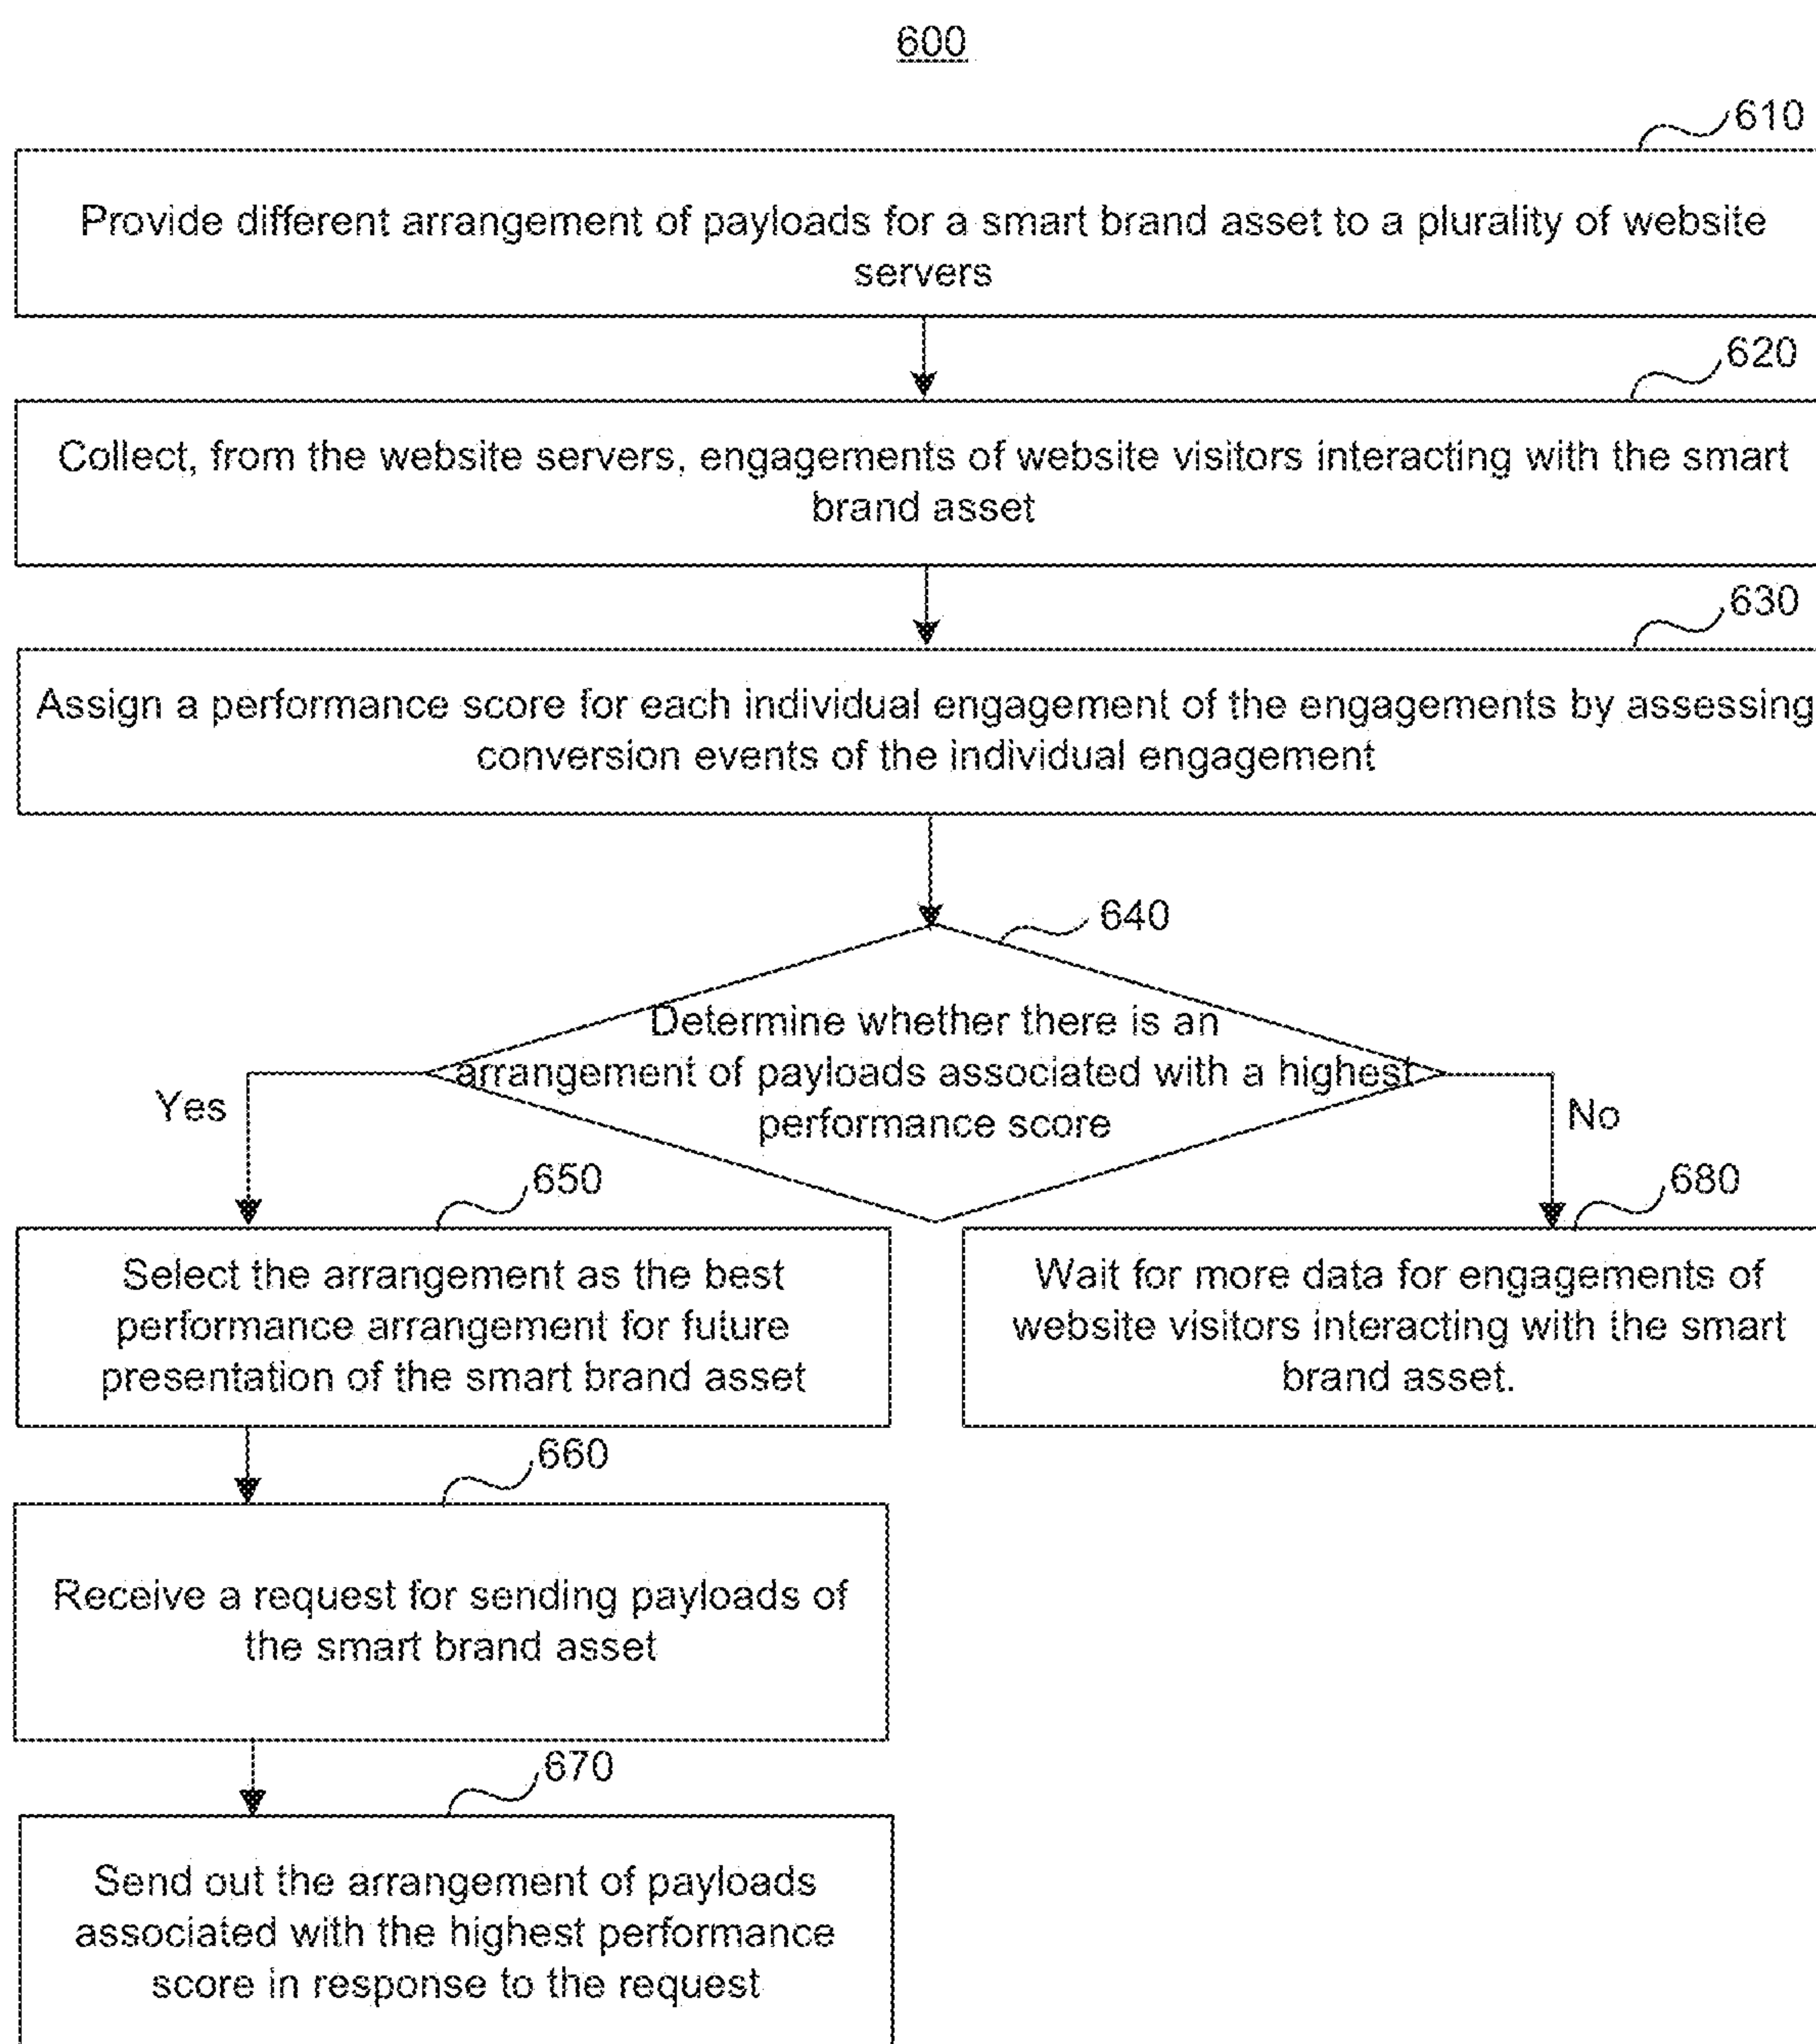 600
610
Provide different arrangement of payloads for a smart brand asset to a plurality of website
servers
620
Collect, from the website servers, engagements of website visitors interacting with the smart
brand asset
630
Assign a performance score for each individual engagement of the engagements by assessing
conversion events of the individual engagement
640
Determine whether there is an
arrangement of payloads associated with a highest
performance score
Yes
No
650
Select the arrangement as the best
performance arrangement for future
presentation of the smart brand asset
680
Wait for more data for engagements of
website visitors interacting with the smart
brand asset.
660
Receive a request for sending payloads of
the smart brand asset
670
Send out the arrangement of payloads
associated with the highest performance
score in response to the request